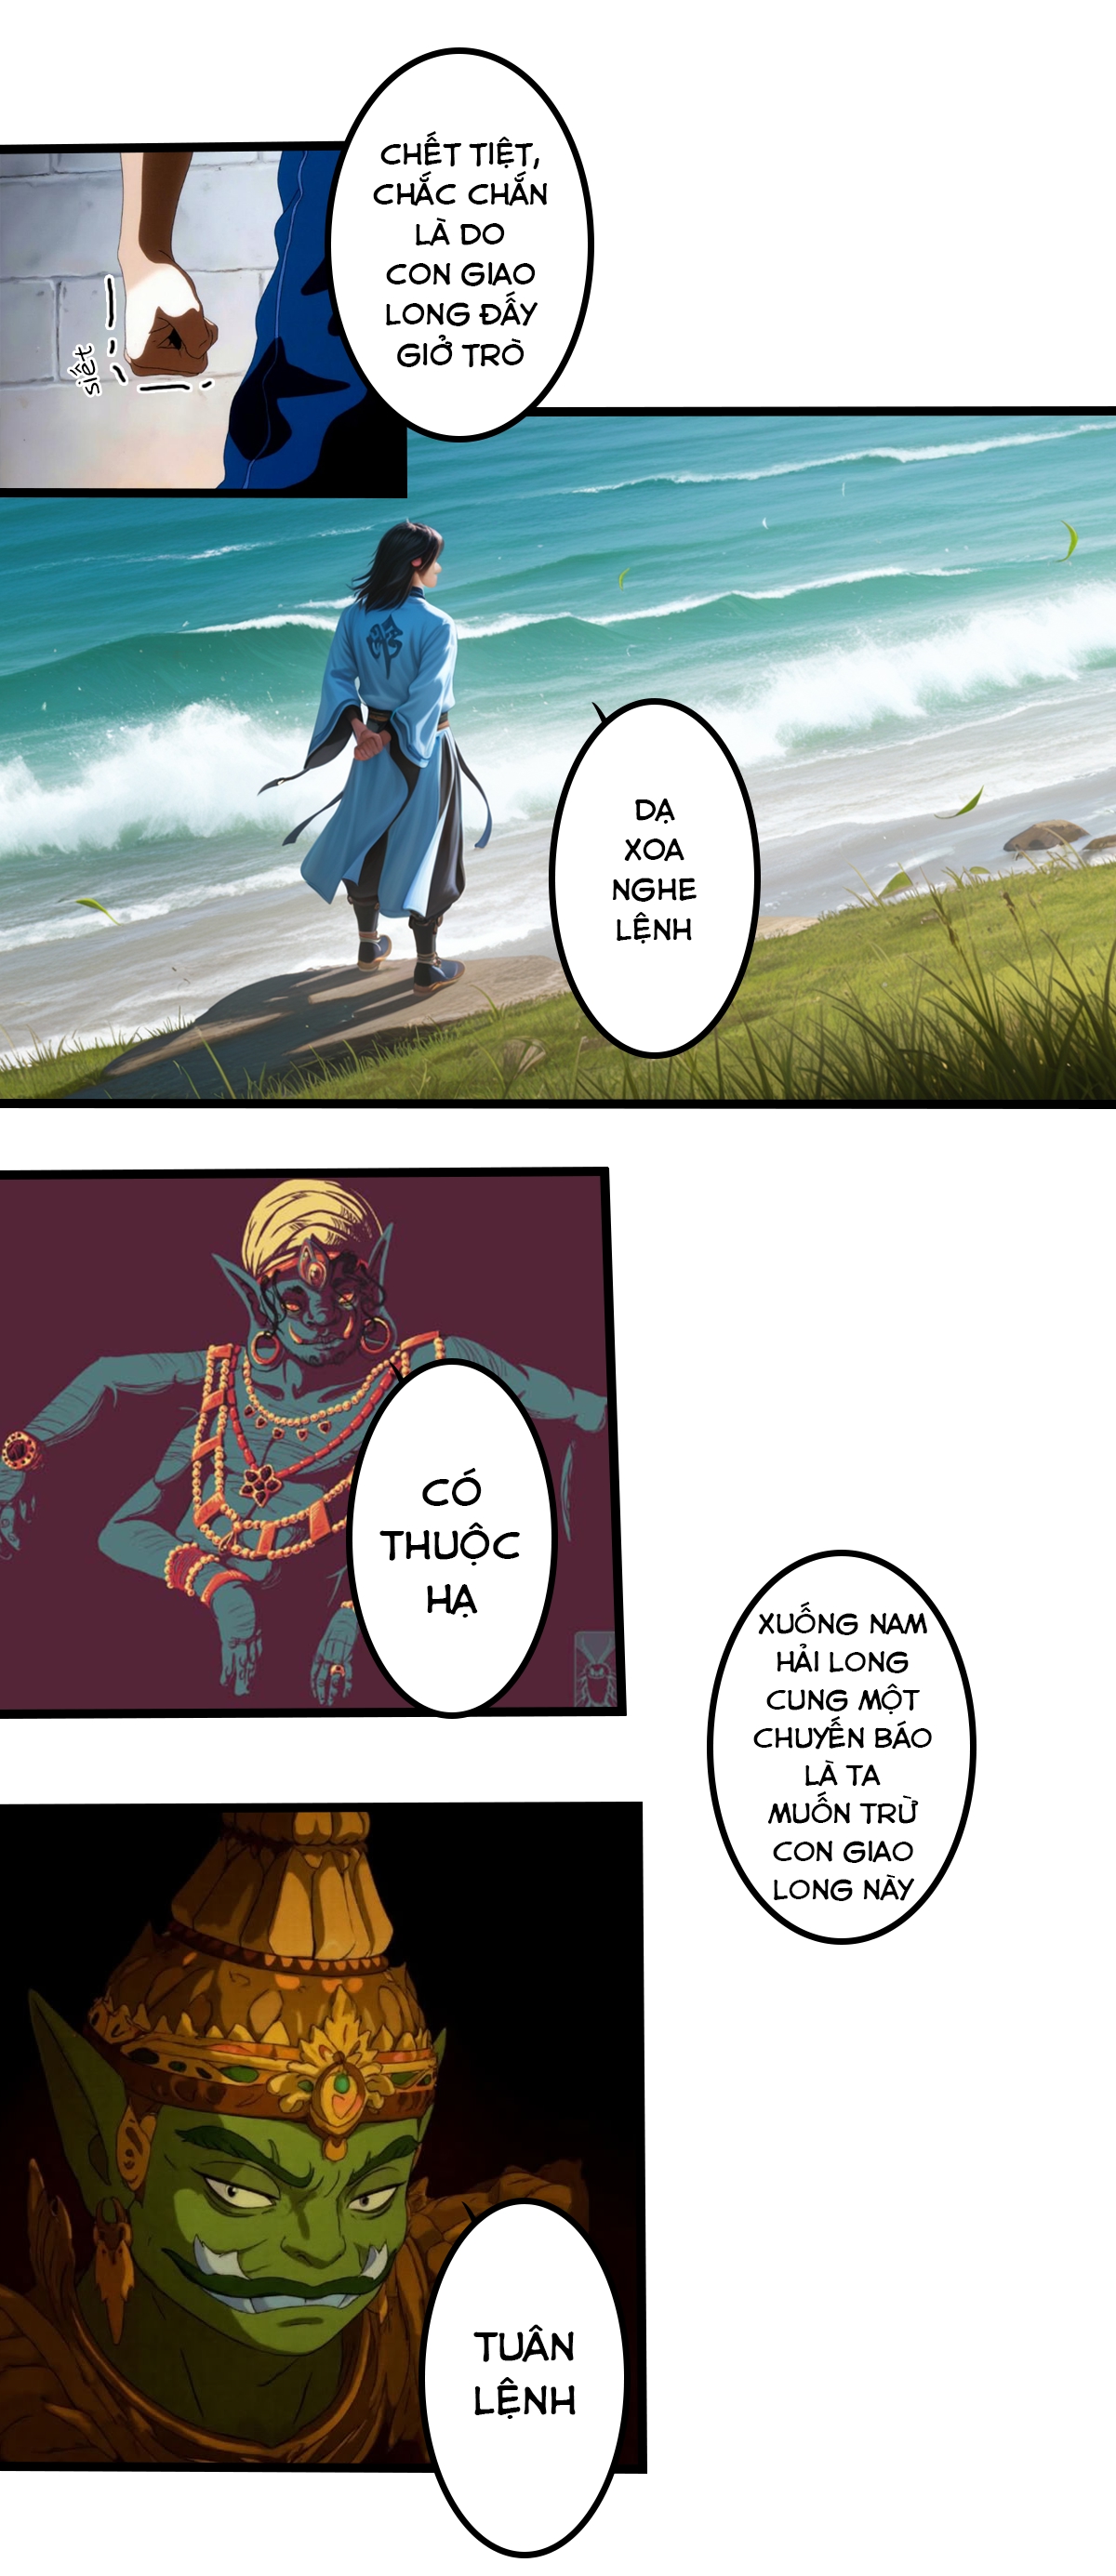 CHẾT TIỆT,
CHẮC CHẮN
LÀ DO
CON GIAO
LONG ĐẤY
GIỞ TRÒ
siết
DẠ
XOA
NGHE
LỆNH
CÓ
THUỘC
HẠ
XUỐNG NAM
HẢI LONG
CUNG MỘT
CHUYẾN BÁO
LÀ TA
MUỐN TRỪ
CON GIAO
LONG NÀY
TUÂN
LỆNH